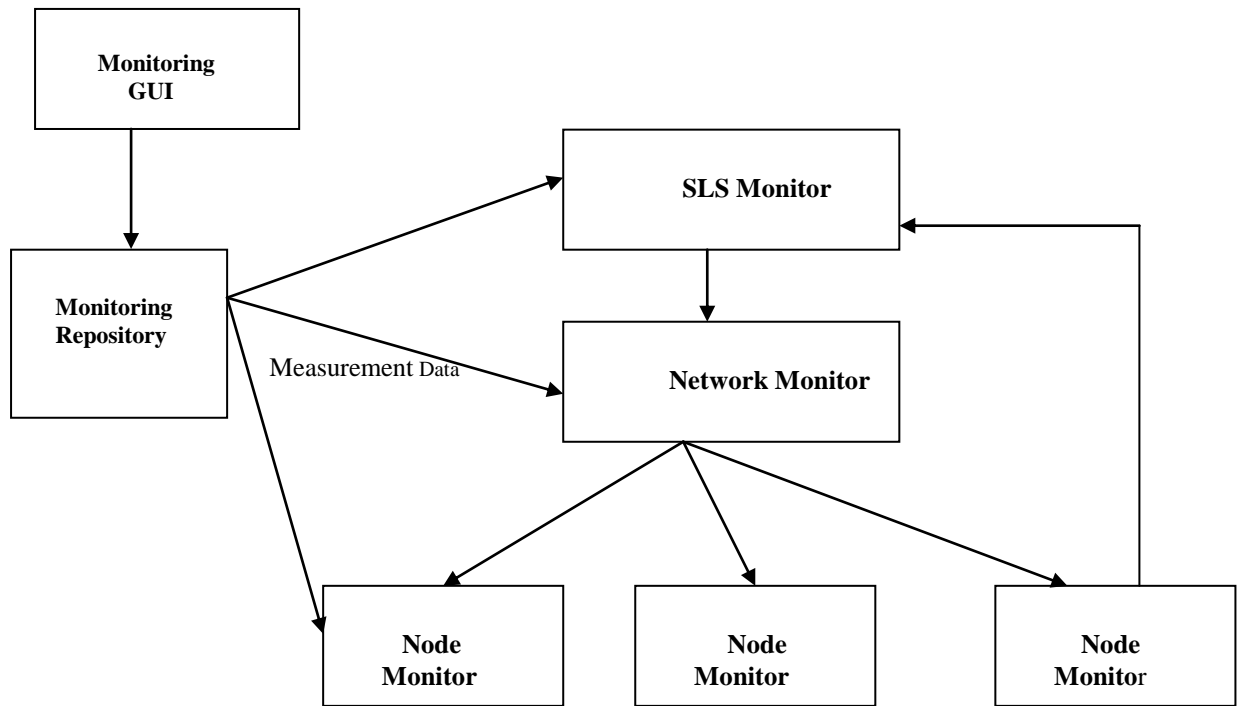 Monitoring
GUI
SLS Monitor
Monitoring
Repository
Measurement Data
Network Monitor
Node
Monitor
Node
Monitor
Node
Monitor